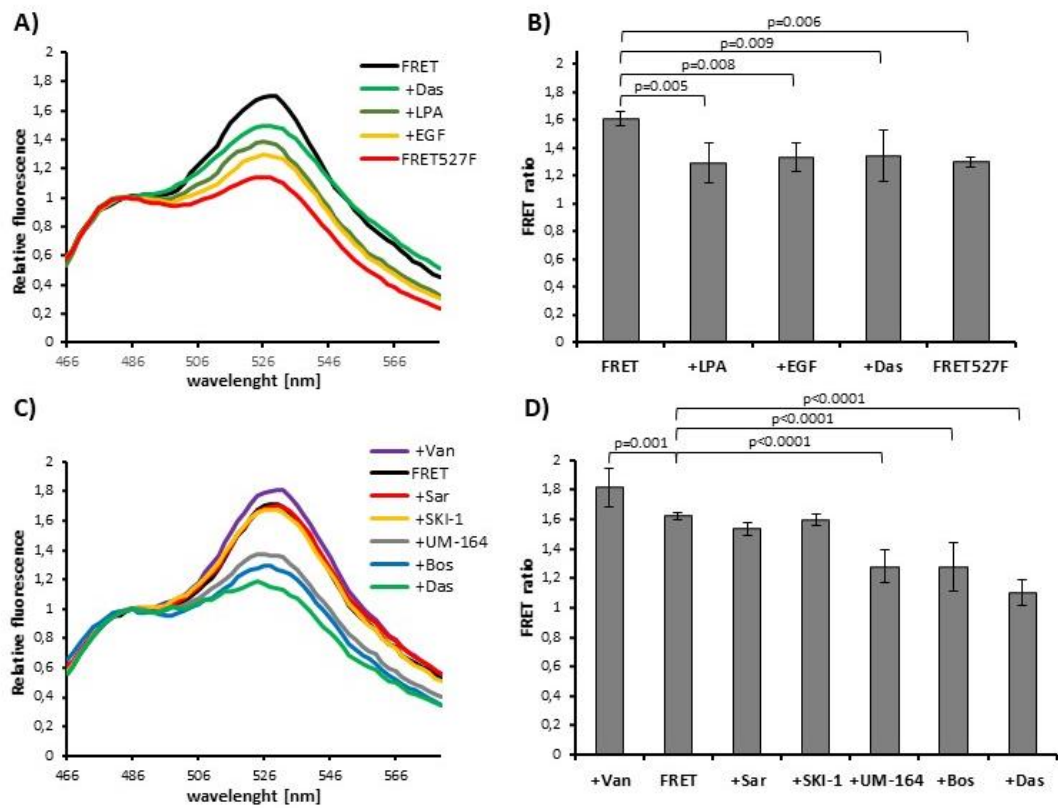 A)
Relative fluorescence
2
1,8
1,6
1,4
1,2
1
0,8
0,6
0,4
0,2
0
466 486 506 526 546 566
wavelenght [nm]
FRET
+Das
+LPA
+EGF
FRET527F
B)
p=0.006
p=0.009
p=0.008
p=0.005
FRET ratio
2
1,8
1,6
1,4
1,2
1
0,8
0,6
0,4
0,2
0
FRET +LPA +EGF +Das FRET527F
C)
Relative fluorescence
2
1,8
1,6
1,4
1,2
1
0,8
0,6
0,4
0,2
0
466 486 506 526 546 566
wavelenght [nm]
+Van
FRET
+Sar
+SKI-1
+UM-164
+Bos
+Das
D)
p<0.0001
p<0.0001
p=0.001 p<0.0001
FRET ratio
2
1,8
1,6
1,4
1,2
1
0,8
0,6
0,4
0,2
0
+Van FRET +Sar +SKI-1 +UM-164 +Bos +Das